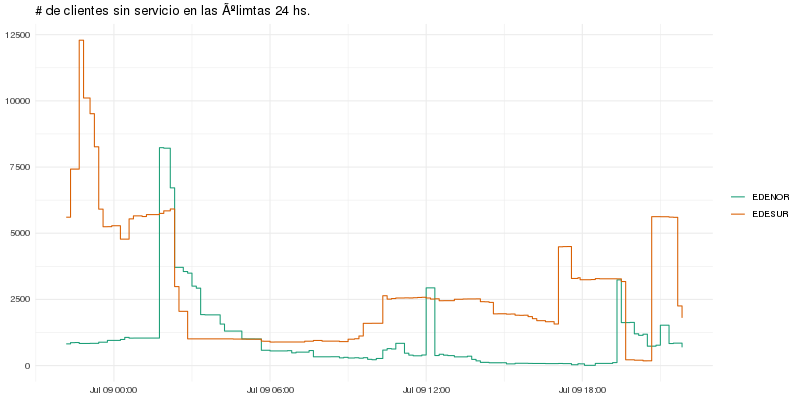 # de clientes sin servicio en las Ãºlimtas 24 hs.
12500
10000
7500
5000
2500
0
Jul 09 00:00
Jul 09 06:00
Jul 09 12:00
Jul 09 18:00
EDENOR
EDESUR